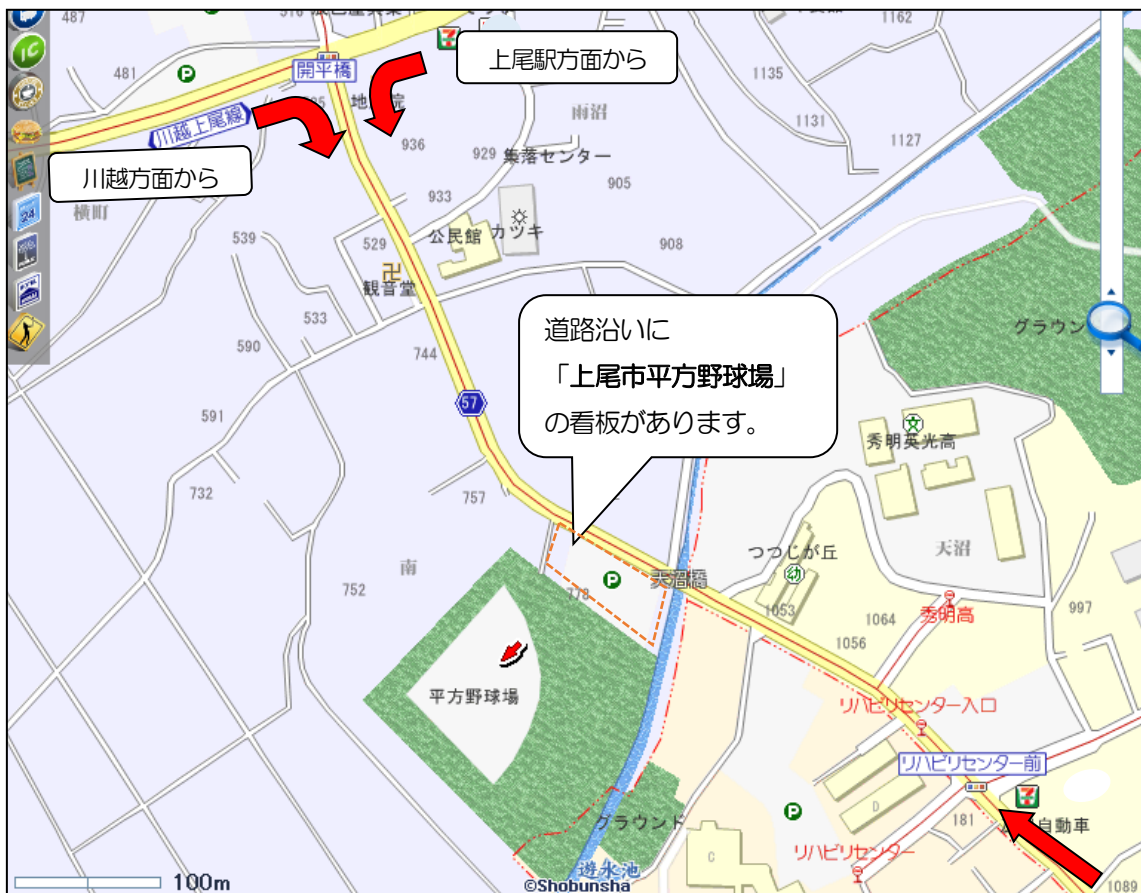 487
1162
481
開平橋
上尾駅方面から
1135
川越上尾線
936
雨沼
1131
929
集落センター
1127
川越方面から
905
横町
933
539
529
公民館
カツキ
908
観音堂
533
道路沿いに
「上尾市平方野球場」
の看板があります。
590
744
57
591
秀明英光高
732
757
つつじが丘
天沼
南
752
天沼橋
778
幼
1053
1064
秀明高
997
1056
平方野球場
リハビリセンター入口
リハビリセンター前
D
181
自動車
グラウンド
リハビリセンター
C
遊水池
100m
©Shobunsha
1089